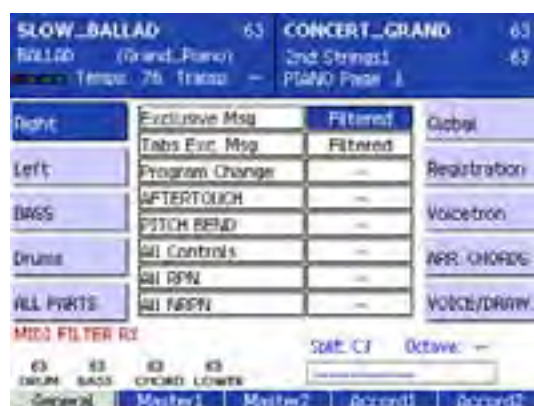 SLOW_BALLAD 63 CONCERT_GRAND 63
BALLAD (Grand_Piano) 2nd Strings1 63
Tempo: 76 Transp: -- PIANO Page 1
Right Exclusive Msg Filtered Global
Tabs Exc. Msg Filtered
Left Program Change -- Registration
AFTERTOUCH --
BASS PITCH BEND -- Voicetron
Drums All Controls -- ARR. CHORDS
All RPN --
ALL PARTS All NRPN -- VOICE/DRAW.
MIDI FILTER RX
Split: C3 Octave: --
63 63 63 63
DRUM BASS CHORD LOWER
General Master1 Master2 Accord1 Accord2